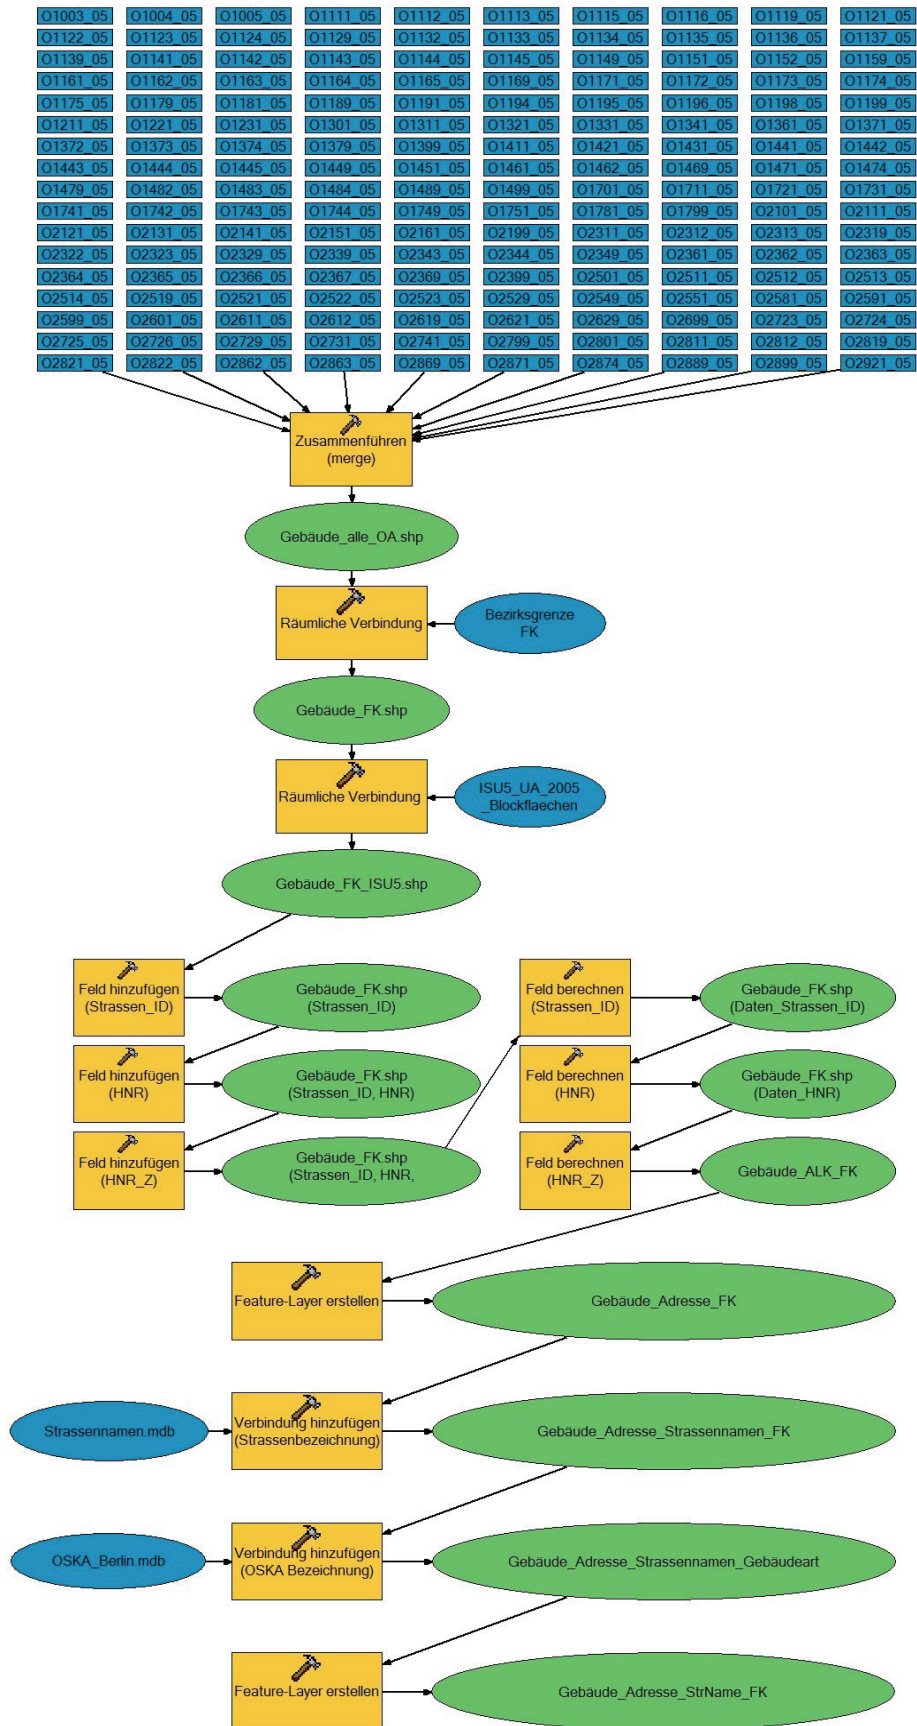 O1003_05 O1004_05 O1005_05 O1111_05 O1112_05 O1113_05 O1115_05 O1116_05 O1119_05 O1121_05
O1122_05 O1123_05 O1124_05 O1129_05 O1132_05 O1133_05 O1134_05 O1135_05 O1136_05 O1137_05
O1139_05 O1141_05 O1142_05 O1143_05 O1144_05 O1145_05 O1149_05 O1151_05 O1152_05 O1159_05
O1161_05 O1162_05 O1163_05 O1164_05 O1165_05 O1169_05 O1171_05 O1172_05 O1173_05 O1174_05
O1175_05 O1179_05 O1181_05 O1189_05 O1191_05 O1194_05 O1195_05 O1196_05 O1198_05 O1199_05
O1211_05 O1221_05 O1231_05 O1301_05 O1311_05 O1321_05 O1331_05 O1341_05 O1361_05 O1371_05
O1372_05 O1373_05 O1374_05 O1379_05 O1399_05 O1411_05 O1421_05 O1431_05 O1441_05 O1442_05
O1443_05 O1444_05 O1445_05 O1449_05 O1451_05 O1461_05 O1462_05 O1469_05 O1471_05 O1474_05
O1479_05 O1482_05 O1483_05 O1484_05 O1489_05 O1499_05 O1701_05 O1711_05 O1721_05 O1731_05
O1741_05 O1742_05 O1743_05 O1744_05 O1749_05 O1751_05 O1781_05 O1799_05 O2101_05 O2111_05
O2121_05 O2131_05 O2141_05 O2151_05 O2161_05 O2199_05 O2311_05 O2312_05 O2313_05 O2319_05
O2322_05 O2323_05 O2329_05 O2339_05 O2343_05 O2344_05 O2349_05 O2361_05 O2362_05 O2363_05
O2364_05 O2365_05 O2366_05 O2367_05 O2369_05 O2399_05 O2501_05 O2511_05 O2512_05 O2513_05
O2514_05 O2519_05 O2521_05 O2522_05 O2523_05 O2529_05 O2549_05 O2551_05 O2581_05 O2591_05
O2599_05 O2601_05 O2611_05 O2612_05 O2619_05 O2621_05 O2629_05 O2699_05 O2723_05 O2724_05
O2725_05 O2726_05 O2729_05 O2731_05 O2741_05 O2799_05 O2801_05 O2811_05 O2812_05 O2819_05
O2821_05 O2822_05 O2862_05 O2863_05 O2869_05 O2871_05 O2874_05 O2889_05 O2899_05 O2921_05
Zusammenführen
(merge)
Gebäude_alle_OA.shp
Räumliche Verbindung
Bezirksgrenze
FK
Gebäude_FK.shp
Räumliche Verbindung
ISU5_UA_2005
_Blockflaechen
Gebäude_FK_ISU5.shp
Feld hinzufügen
(Strassen_ID)
Gebäude_FK.shp
(Strassen_ID)
Feld hinzufügen
(HNR)
Gebäude_FK.shp
(Strassen_ID, HNR)
Feld hinzufügen
(HNR_Z)
Gebäude_FK.shp
(Strassen_ID, HNR,
Feld berechnen
(Strassen_ID)
Gebäude_FK.shp
(Daten_Strassen_ID)
Feld berechnen
(HNR)
Gebäude_FK.shp
(Daten_HNR)
Feld berechnen
(HNR_Z)
Gebäude_ALK_FK
Feature-Layer erstellen
Gebäude_Adresse_FK
Strassennamen.mdb
Verbindung hinzufügen
(Strassenbezeichnung)
Gebäude_Adresse_Strassennamen_FK
OSKA_Berlin.mdb
Verbindung hinzufügen
(OSKA Bezeichnung)
Gebäude_Adresse_Strassennamen_Gebäudeart
Feature-Layer erstellen
Gebäude_Adresse_StrName_FK